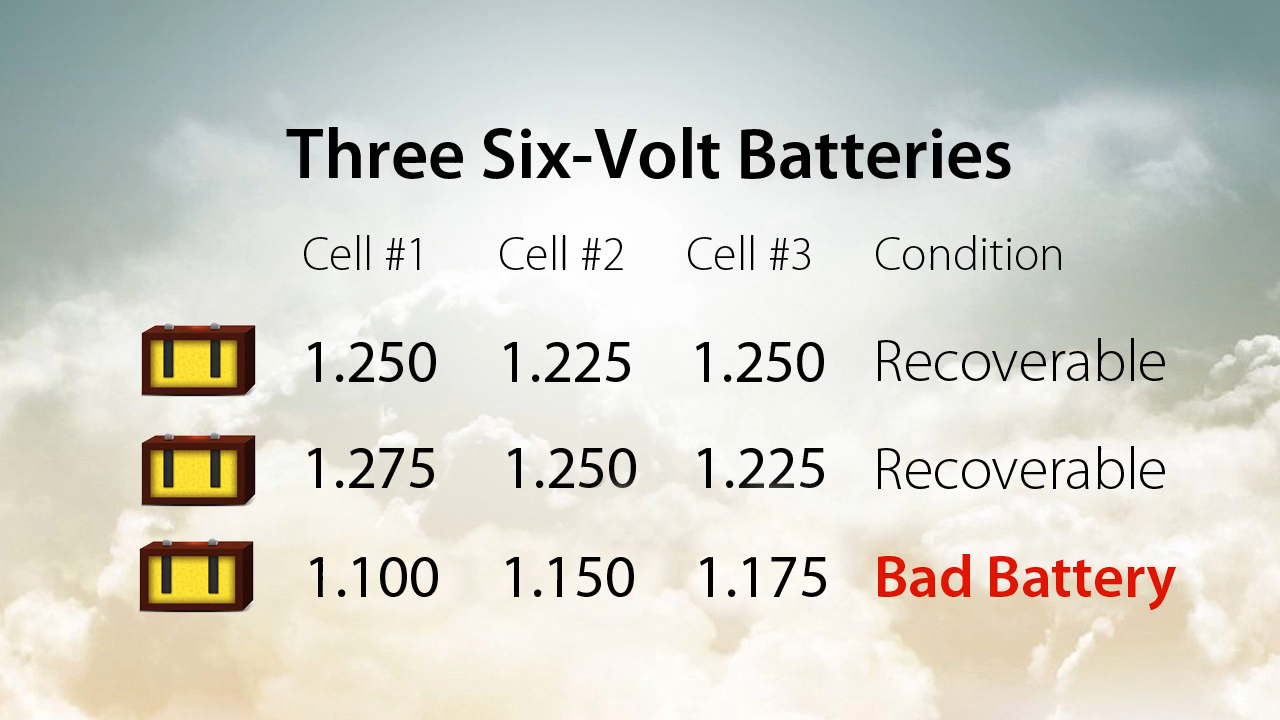 Three Six-Volt Batteries
Cell #1 Cell #2 Cell #3 Condition
1.250 1.225 1.250 Recoverable
1.275 1.250 1.225 Recoverable
1.100 1.150 1.175 Bad Battery